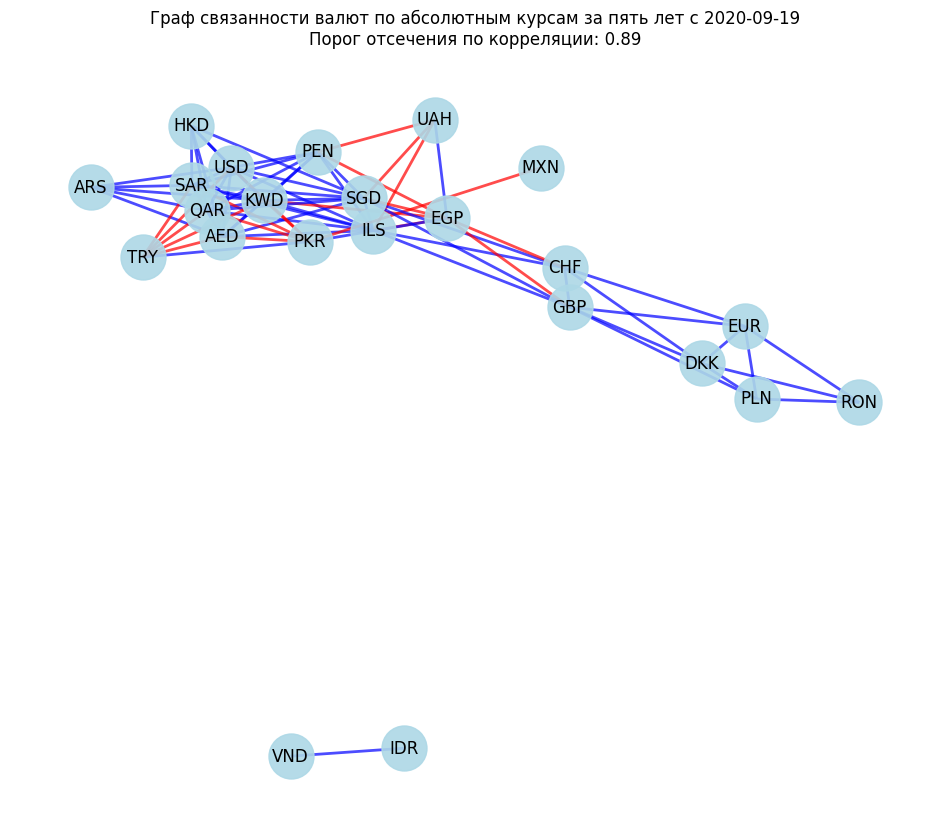 Граф связанности валют по абсолютным курсам за пять лет с 2020-09-19
Порог отсечения по корреляции: 0.89
HKD
UAH
PEN
USD
MXN
ARS
SAR
KWD
SGD
QAR
EGP
AED
PKR
ILS
TRY
CHF
GBP
EUR
DKK
PLN
RON
VND
IDR